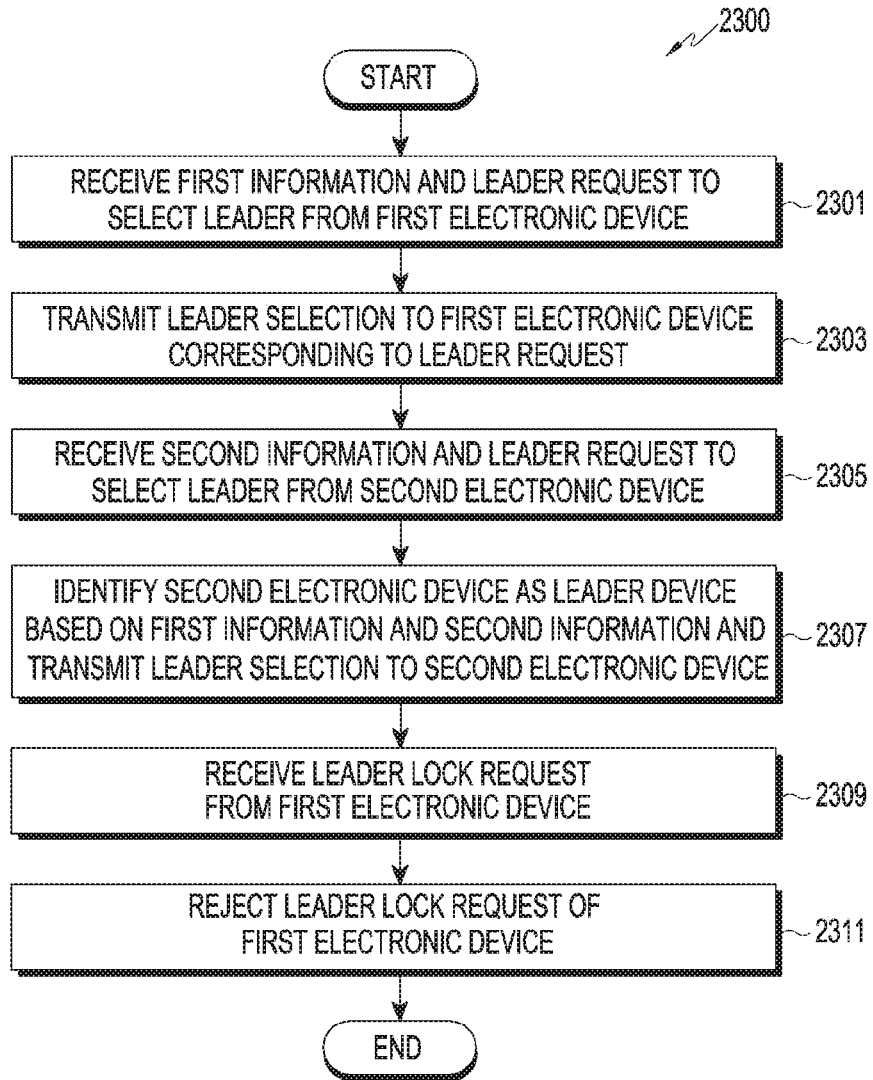 2300
START
RECEIVE FIRST INFORMATION AND LEADER REQUEST TO
SELECT LEADER FROM FIRST ELECTRONIC DEVICE
2301
TRANSMIT LEADER SELECTION TO FIRST ELECTRONIC DEVICE
CORRESPONDING TO LEADER REQUEST
2303
RECEIVE SECOND INFORMATION AND LEADER REQUEST TO
SELECT LEADER FROM SECOND ELECTRONIC DEVICE
2305
IDENTIFY SECOND ELECTRONIC DEVICE AS LEADER DEVICE
BASED ON FIRST INFORMATION AND SECOND INFORMATION AND
TRANSMIT LEADER SELECTION TO SECOND ELECTRONIC DEVICE
2307
RECEIVE LEADER LOCK REQUEST
FROM FIRST ELECTRONIC DEVICE
2309
REJECT LEADER LOCK REQUEST OF
FIRST ELECTRONIC DEVICE
2311
END